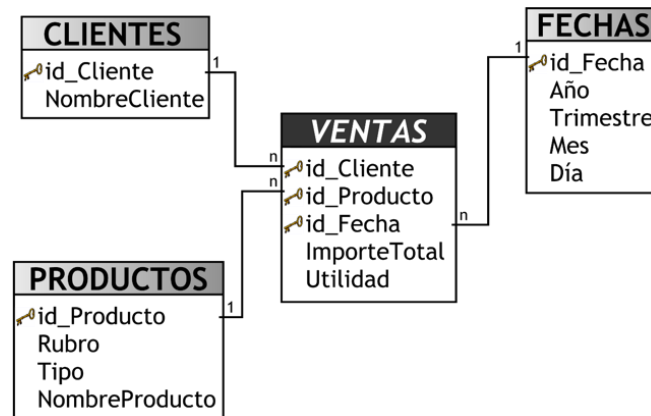 CLIENTES
id_Cliente
NombreCliente
1
n
VENTAS
id_Cliente
id_Producto
id_Fecha
ImporteTotal
Utilidad
n
n
1
FECHAS
id_Fecha
Año
Trimestre
Mes
Día
PRODUCTOS
id_Producto
Rubro
Tipo
NombreProducto
1